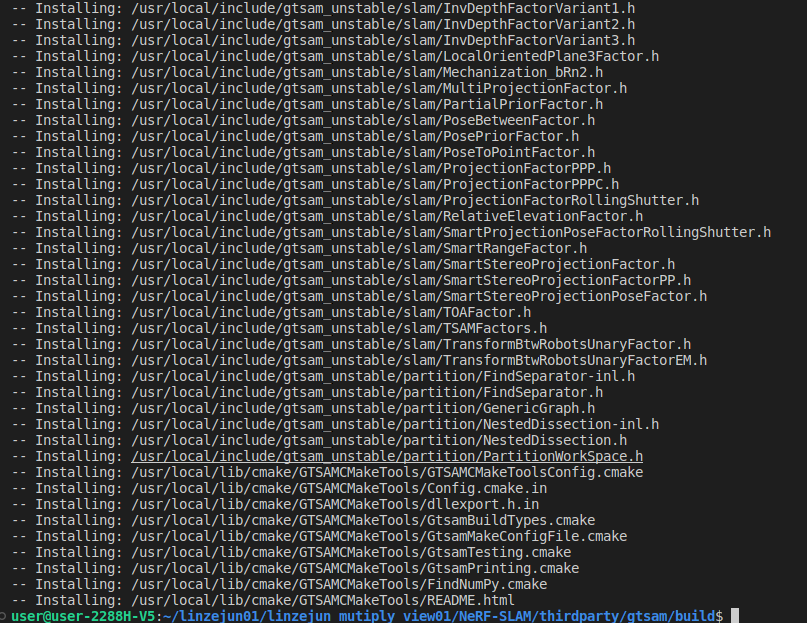 -- Installing: /usr/local/include/gtsam_unstable/slam/InvDepthFactorVariant1.h
-- Installing: /usr/local/include/gtsam_unstable/slam/InvDepthFactorVariant2.h
-- Installing: /usr/local/include/gtsam_unstable/slam/InvDepthFactorVariant3.h
-- Installing: /usr/local/include/gtsam_unstable/slam/LocalOrientedPlane3Factor.h
-- Installing: /usr/local/include/gtsam_unstable/slam/Mechanization_bRn2.h
-- Installing: /usr/local/include/gtsam_unstable/slam/MultiProjectionFactor.h
-- Installing: /usr/local/include/gtsam_unstable/slam/PartialPriorFactor.h
-- Installing: /usr/local/include/gtsam_unstable/slam/PoseBetweenFactor.h
-- Installing: /usr/local/include/gtsam_unstable/slam/PosePriorFactor.h
-- Installing: /usr/local/include/gtsam_unstable/slam/PoseToPointFactor.h
-- Installing: /usr/local/include/gtsam_unstable/slam/ProjectionFactorPPP.h
-- Installing: /usr/local/include/gtsam_unstable/slam/ProjectionFactorPPPC.h
-- Installing: /usr/local/include/gtsam_unstable/slam/ProjectionFactorRollingShutter.h
-- Installing: /usr/local/include/gtsam_unstable/slam/RelativeElevationFactor.h
-- Installing: /usr/local/include/gtsam_unstable/slam/SmartProjectionPoseFactorRollingShutter.h
-- Installing: /usr/local/include/gtsam_unstable/slam/SmartRangeFactor.h
-- Installing: /usr/local/include/gtsam_unstable/slam/SmartStereoProjectionFactor.h
-- Installing: /usr/local/include/gtsam_unstable/slam/SmartStereoProjectionFactorPP.h
-- Installing: /usr/local/include/gtsam_unstable/slam/SmartStereoProjectionPoseFactor.h
-- Installing: /usr/local/include/gtsam_unstable/slam/TOAFactor.h
-- Installing: /usr/local/include/gtsam_unstable/slam/TSAMFactors.h
-- Installing: /usr/local/include/gtsam_unstable/slam/TransformBtwRobotsUnaryFactor.h
-- Installing: /usr/local/include/gtsam_unstable/slam/TransformBtwRobotsUnaryFactorEM.h
-- Installing: /usr/local/include/gtsam_unstable/partition/FindSeparator-inl.h
-- Installing: /usr/local/include/gtsam_unstable/partition/FindSeparator.h
-- Installing: /usr/local/include/gtsam_unstable/partition/GenericGraph.h
-- Installing: /usr/local/include/gtsam_unstable/partition/NestedDissection-inl.h
-- Installing: /usr/local/include/gtsam_unstable/partition/NestedDissection.h
-- Installing: /usr/local/include/gtsam_unstable/partition/PartitionWorkSpace.h
-- Installing: /usr/local/lib/cmake/GTSAMCMakeTools/GTSAMCMakeToolsConfig.cmake
-- Installing: /usr/local/lib/cmake/GTSAMCMakeTools/Config.cmake.in
-- Installing: /usr/local/lib/cmake/GTSAMCMakeTools/dllexport.h.in
-- Installing: /usr/local/lib/cmake/GTSAMCMakeTools/GtsamBuildTypes.cmake
-- Installing: /usr/local/lib/cmake/GTSAMCMakeTools/GtsamMakeConfigFile.cmake
-- Installing: /usr/local/lib/cmake/GTSAMCMakeTools/GtsamTesting.cmake
-- Installing: /usr/local/lib/cmake/GTSAMCMakeTools/GtsamPrinting.cmake
-- Installing: /usr/local/lib/cmake/GTSAMCMakeTools/FindNumPy.cmake
-- Installing: /usr/local/lib/cmake/GTSAMCMakeTools/README.html
user@user-2288H-V5:~/linzejun01/linzejun_mutiply_view01/NeRF-SLAM/thirdparty/gtsam/build$